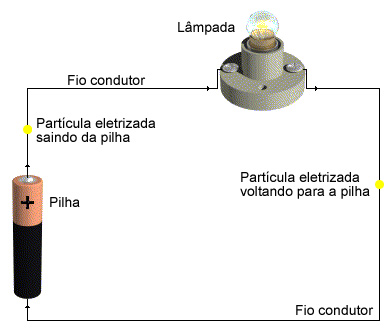 Lâmpada
Fio condutor
Partícula eletrizada
saindo da pilha
Partícula eletrizada
voltando para a pilha
+
Pilha
Fio condutor